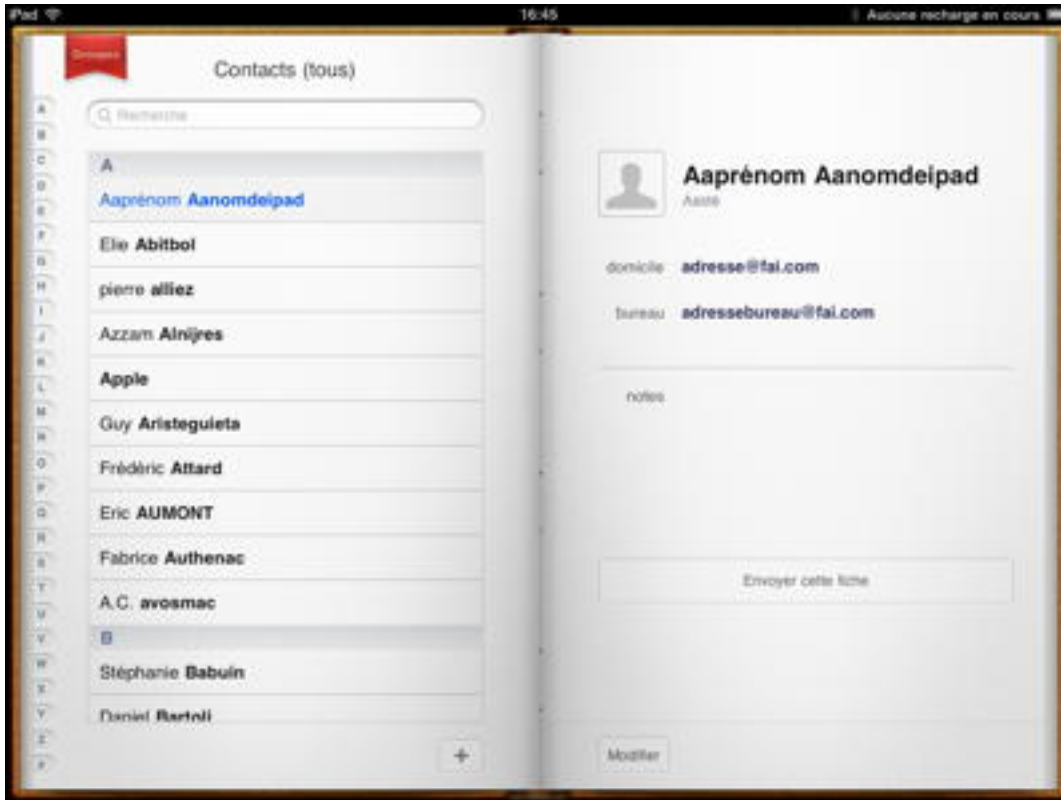 iPad 16:45 Aucune recharge en cours
Contacts (tous)
Recherche
A
B
C
D
E
F
G
H
I
J
K
L
M
N
O
P
Q
R
S
T
U
V
W
X
Y
Z
#
A
Aaprénom Aanomdeipad
Elie Abitbol
pierre alliez
Azzam Alnijres
Apple
Guy Aristeguieta
Frédéric Attard
Eric AUMONT
Fabrice Authenac
A.C. avosmac
B
Stéphanie Babuin
Daniel Bartoli
+
Aaprénom Aanomdeipad
domicile adresse@fai.com
bureau adressebureau@fai.com
notes
Envoyer cette fiche
Modifier